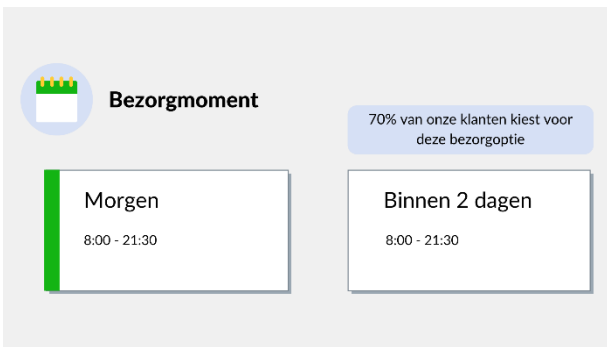 Bezorgmoment
70% van onze klanten kiest voor
deze bezorgoptie
Morgen
8:00 - 21:30
Binnen 2 dagen
8:00 - 21:30